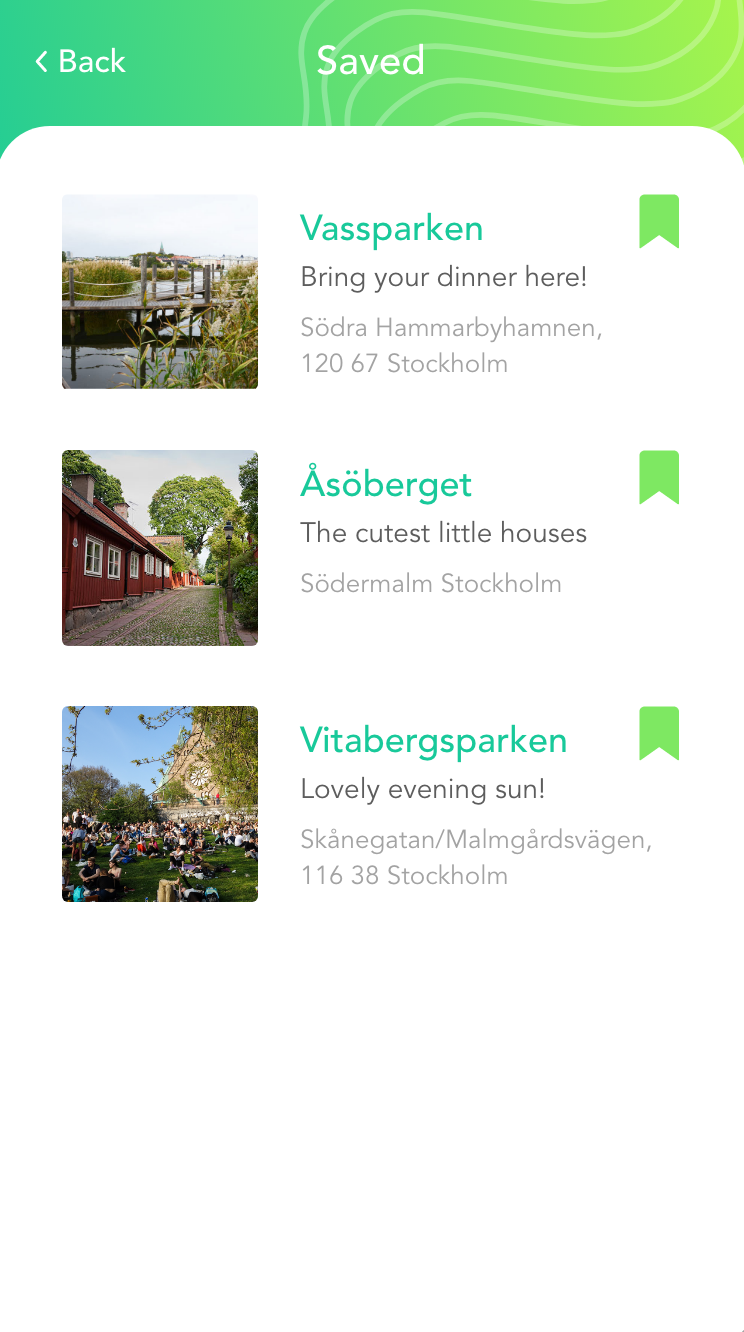 Back
Saved
Vassparken
Bring your dinner here!
Södra Hammarbyhamnen,
120 67 Stockholm
Åsöberget
The cutest little houses
Södermalm Stockholm
Vitabergsparken
Lovely evening sun!
Skånegatan/Malmgårdsvägen,
116 38 Stockholm